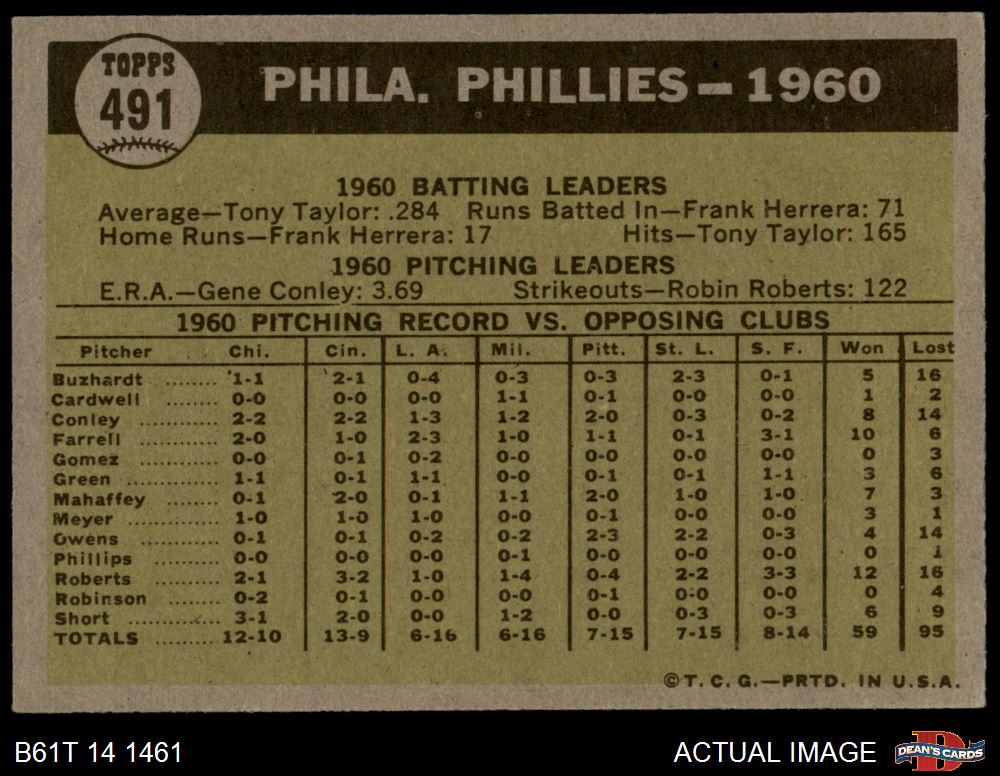 TOPPS
491
PHILA. PHILLIES—1960
1960 BATTING LEADERS
Average—Tony Taylor: .284 Runs Batted In—Frank Herrera: 71
Home Runs—Frank Herrera: 17 Hits—Tony Taylor: 165
1960 PITCHING LEADERS
E.R.A.—Gene Conley: 3.69 Strikeouts—Robin Roberts: 122
1960 PITCHING RECORD VS. OPPOSING CLUBS
Pitcher Chi. Cin. L. A. Mil. Pitt. St. L. S. F. Won Lost
Buzhardt ........ 1-1 2-1 0-4 0-3 0-3 2-3 0-1 5 16
Cardwell ........ 0-0 0-0 0-0 1-1 0-1 0-0 0-0 1 2
Conley ............ 2-2 2-2 1-3 1-2 2-0 0-3 0-2 8 14
Farrell ............ 2-0 1-0 2-3 1-0 1-1 0-1 3-1 10 6
Gomez ............ 0-0 0-1 0-2 0-0 0-0 0-0 0-0 0 3
Green ............ 1-1 0-1 1-1 0-0 0-1 0-1 1-1 3 6
Mahaffey ........ 0-1 2-0 0-1 1-1 2-0 1-0 1-0 7 3
Meyer ............ 1-0 1-0 1-0 0-0 0-1 0-0 0-0 3 1
Owens ............ 0-1 0-1 0-2 0-2 2-3 2-2 0-3 4 14
Phillips ............ 0-0 0-0 0-0 0-1 0-0 0-0 0-0 0 1
Roberts ............ 2-1 3-2 1-0 1-4 0-4 2-2 3-3 12 16
Robinson ........ 0-2 0-1 0-0 0-0 0-1 0-0 0-0 0 4
Short ............ 3-1 2-0 0-0 1-2 0-0 0-3 0-3 6 9
TOTALS ........ 12-10 13-9 6-16 6-16 7-15 7-15 8-14 59 95
©T. C. G.—PRTD. IN U.S.A.
B61T 14 1461 ACTUAL IMAGE DEAN'S CARDS